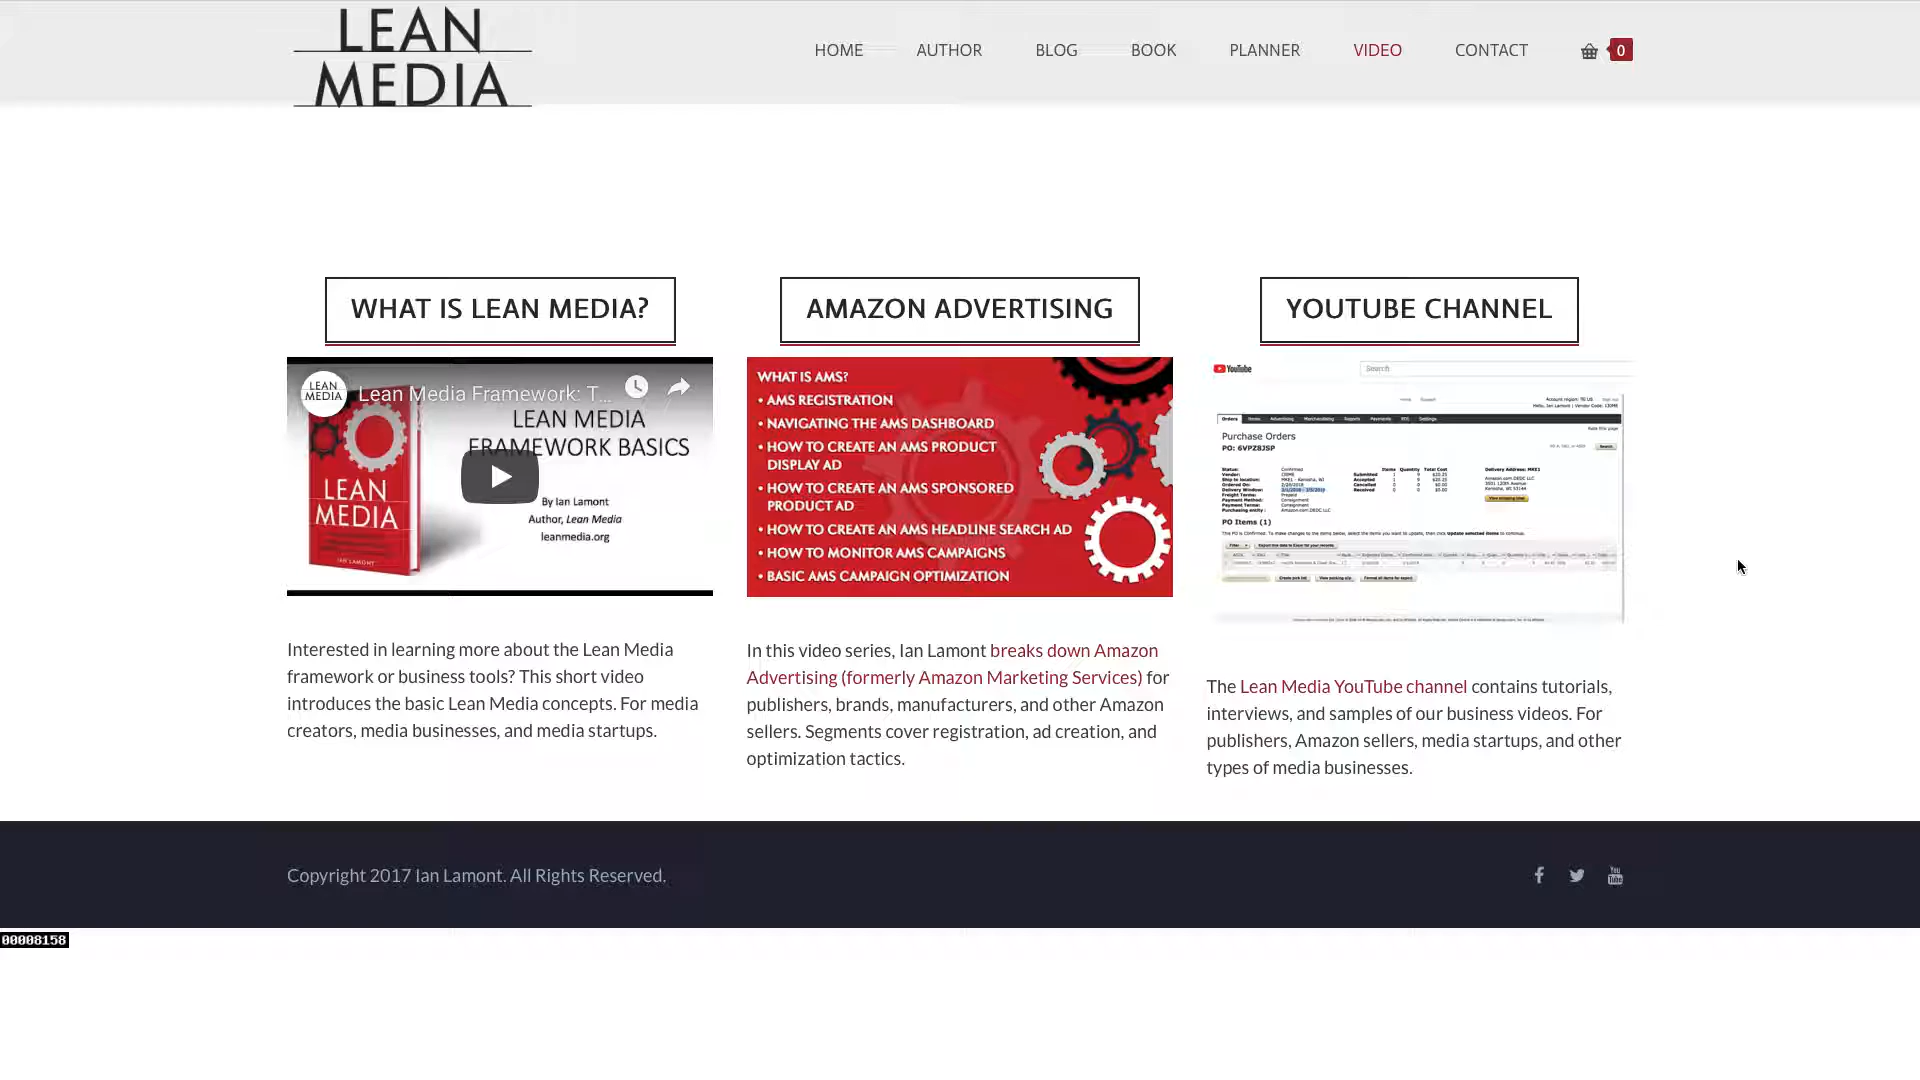 LEAN
MEDIA
HOME
AUTHOR
BLOG
BOOK
PLANNER
VIDEO
CONTACT
0
WHAT IS LEAN MEDIA?
LEAN
MEDIA
Lean Media Framework: T...
LEAN MEDIA
FRAMEWORK BASICS
By Ian Lamont
Author, Lean Media
leanmedia.org
LEAN
MEDIA
IAN LAMONT
Interested in learning more about the Lean Media
framework or business tools? This short video
introduces the basic Lean Media concepts. For media
creators, media businesses, and media startups.
AMAZON ADVERTISING
WHAT IS AMS?
• AMS REGISTRATION
• NAVIGATING THE AMS DASHBOARD
• HOW TO CREATE AN AMS PRODUCT
DISPLAY AD
• HOW TO CREATE AN AMS SPONSORED
PRODUCT AD
• HOW TO CREATE AN AMS HEADLINE SEARCH AD
• HOW TO MONITOR AMS CAMPAIGNS
• BASIC AMS CAMPAIGN OPTIMIZATION
In this video series, Ian Lamont breaks down Amazon
Advertising (formerly Amazon Marketing Services) for
publishers, brands, manufacturers, and other Amazon
sellers. Segments cover registration, ad creation, and
optimization tactics.
YOUTUBE CHANNEL
YouTube
Search
Purchase Orders
PO: 6VPZ8JSP
PO Items (1)
The Lean Media YouTube channel contains tutorials,
interviews, and samples of our business videos. For
publishers, Amazon sellers, media startups, and other
types of media businesses.
Copyright 2017 Ian Lamont. All Rights Reserved.
You
Tube
00008158